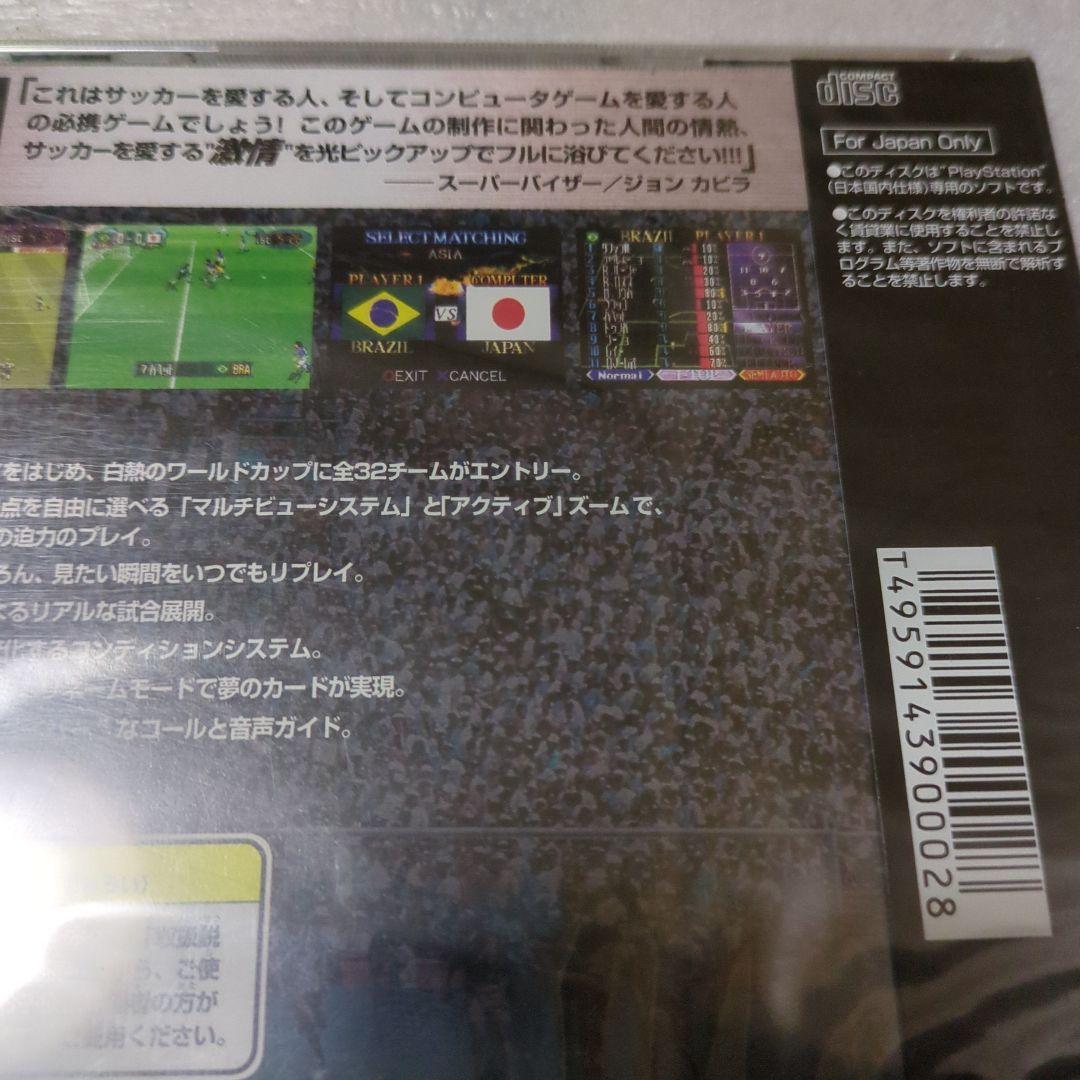 「これはサッカーを愛する人、そしてコンピュータゲームを愛する人
の必携ゲームでしょう! このゲームの制作に関わった人間の情熱、
サッカーを愛する"激情"を光ピックアップでフルに浴びてください!!!」
——スーパーバイザー/ジョン カビラ
COMPACT
disc
For Japan Only
●このディスクは"PlayStation"
(日本国内仕様)専用のソフトです。
●このディスクを権利者の許諾な
く賃貸業に使用することを禁止し
ます。また、ソフトに含まれるプ
ログラム等著作物を無断で解析す
ることを禁止します。
0-0
1st
BRA
SELECT MATCHING
ASIA
PLAYER 1
COMPUTER
VS
BRAZIL
JAPAN
○EXIT ×CANCEL
BRAZIL PLAYER 1
Normal
SEMI AUTO
をはじめ、白熱のワールドカップに全32チームがエントリー。
点を自由に選べる「マルチビューシステム」と「アクティブ」ズームで、
の迫力のプレイ。
ろん、見たい瞬間をいつでもリプレイ。
よるリアルな試合展開。
化するコンディションシステム。
ームモードで夢のカードが実現。
なコールと音声ガイド。
T4959143900028
取扱説
、ご使
の方が
用ください。